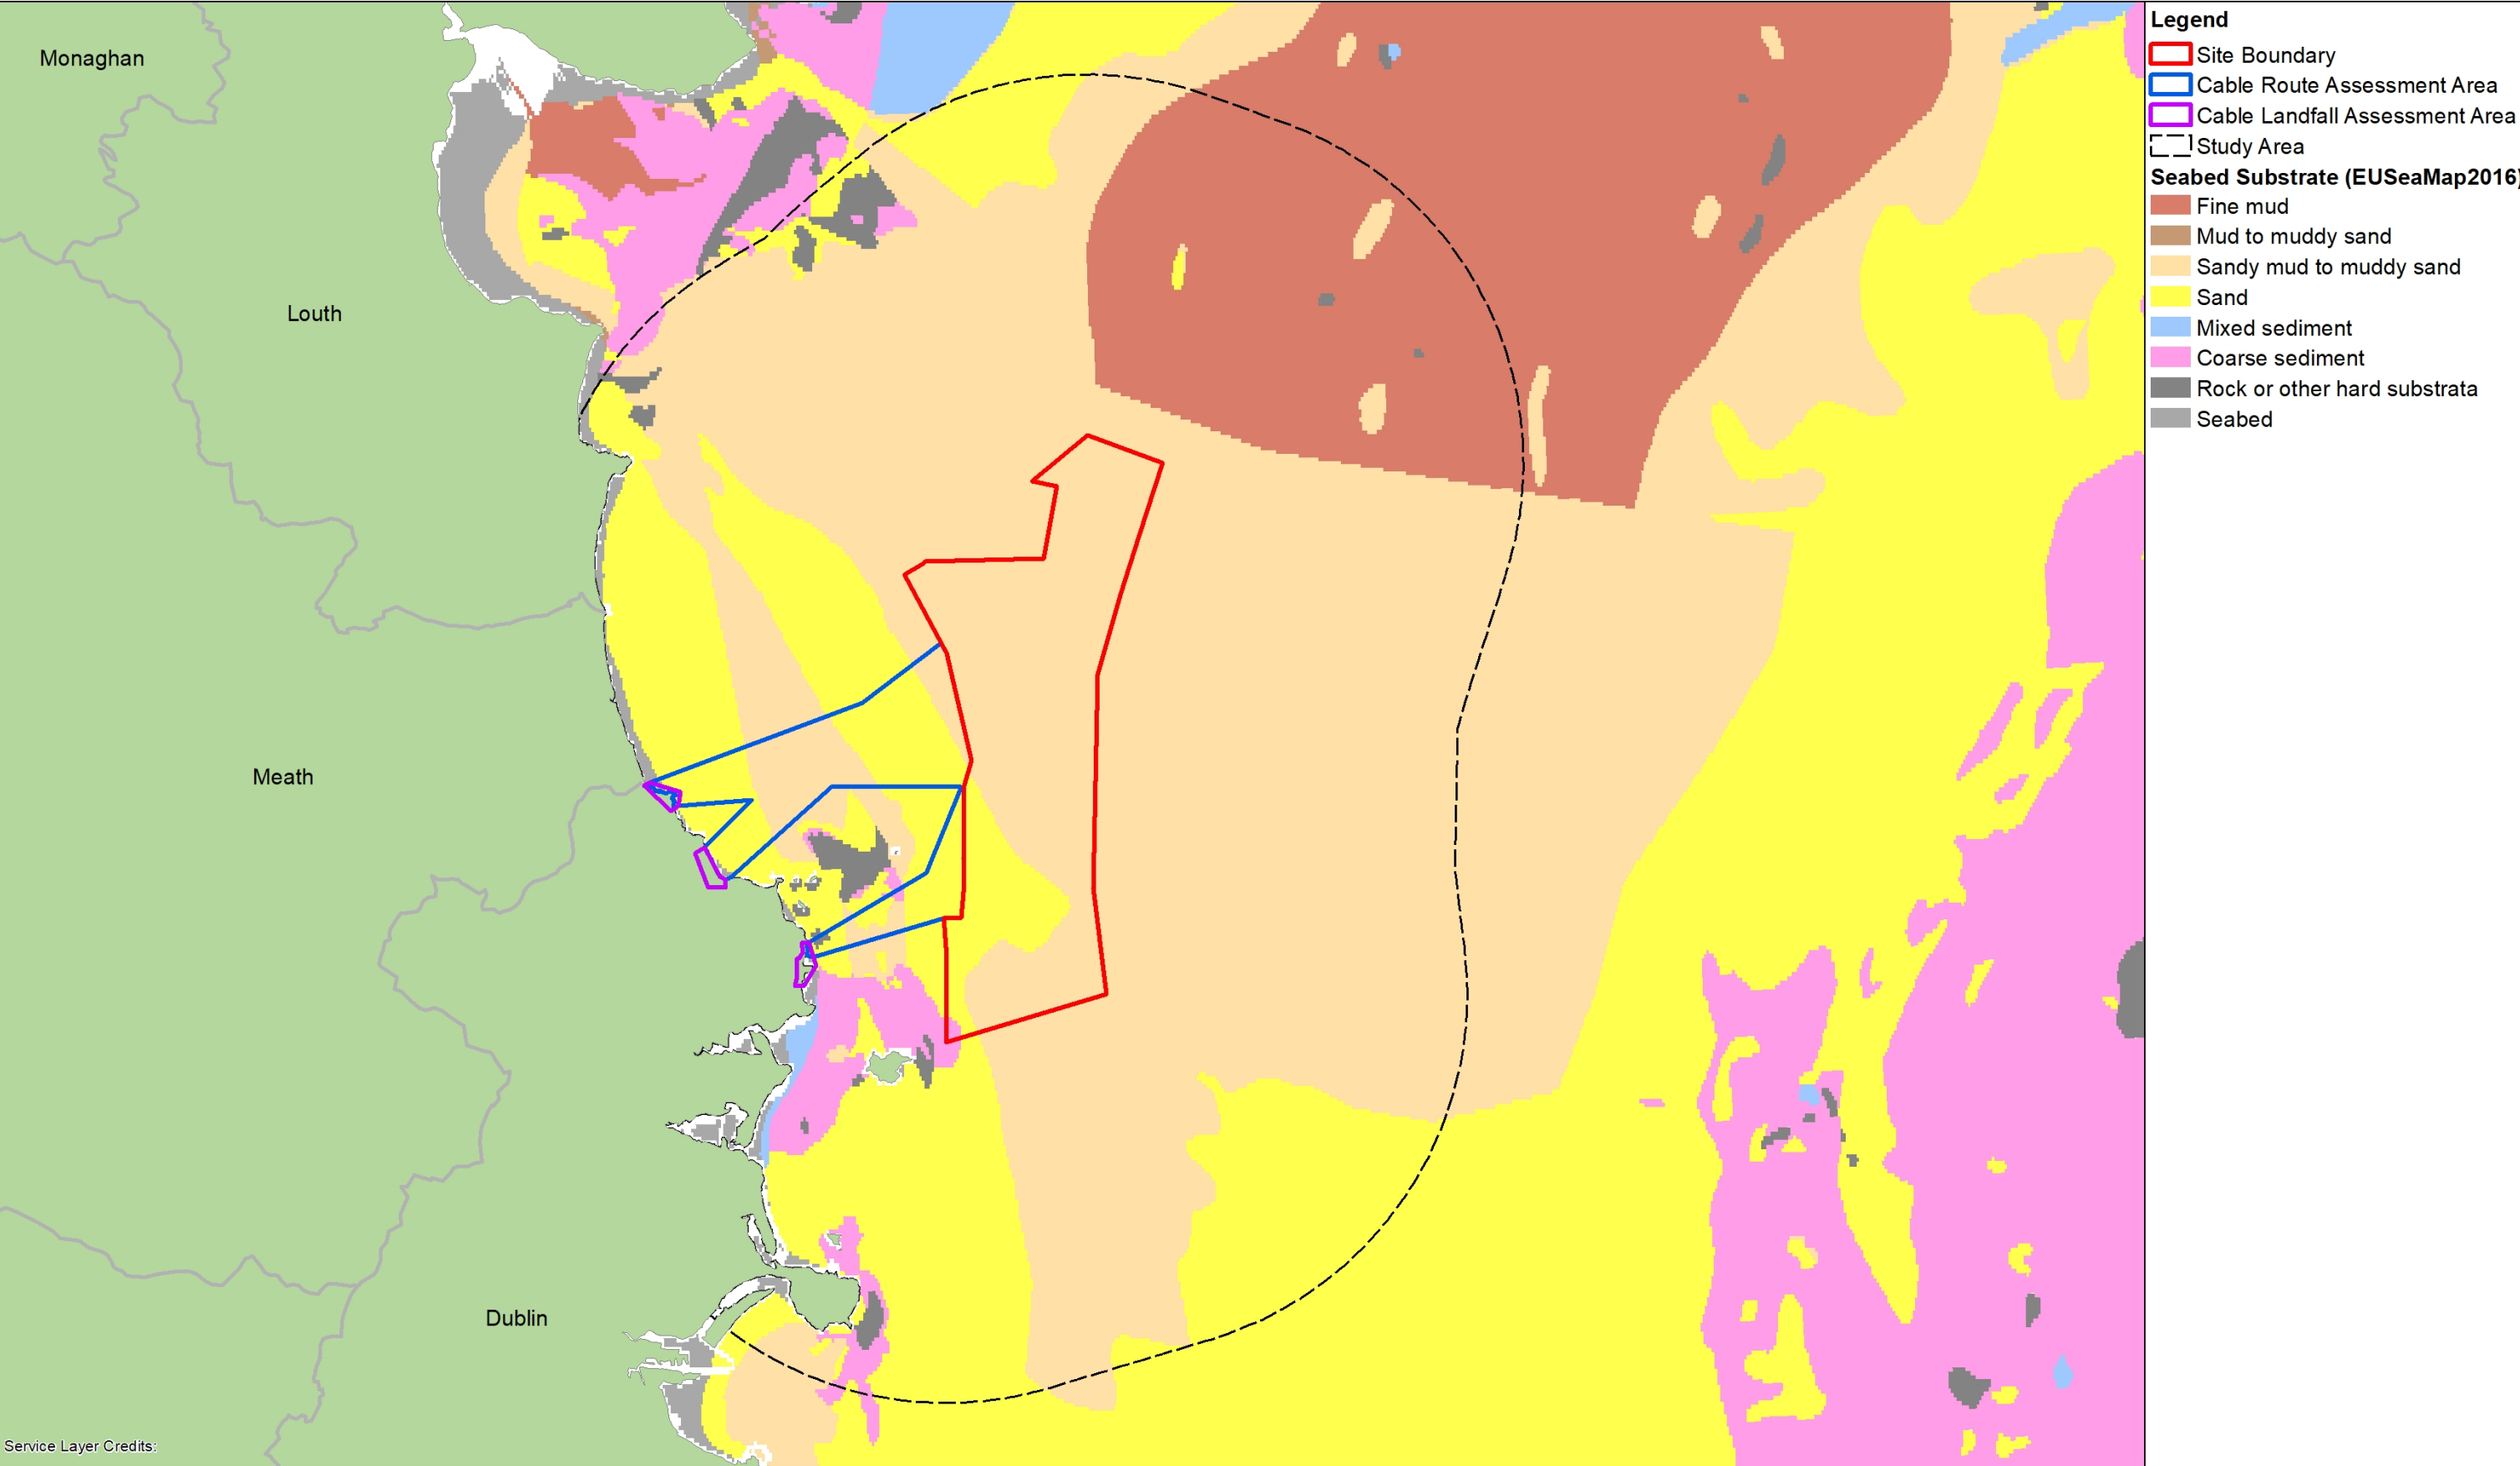 Monaghan
Louth
Meath
Dublin
Service Layer Credits:
Legend
Site Boundary
Cable Route Assessment Area
Cable Landfall Assessment Area
Study Area
Seabed Substrate (EUSeaMap2016)
Fine mud
Mud to muddy sand
Sandy mud to muddy sand
Sand
Mixed sediment
Coarse sediment
Rock or other hard substrata
Seabed